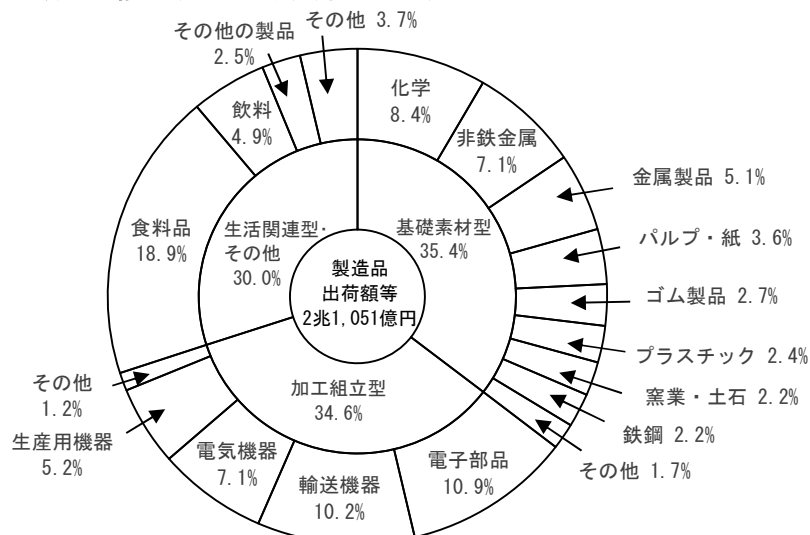 その他の製品
2.5%
その他 3.7%
化学
8.4%
非鉄金属
7.1%
金属製品 5.1%
パルプ・紙 3.6%
ゴム製品 2.7%
プラスチック 2.4%
窯業・土石 2.2%
鉄鋼 2.2%
その他 1.7%
電子部品
10.9%
輸送機器
10.2%
電気機器
7.1%
生産用機器
5.2%
その他
1.2%
食料品
18.9%
飲料
4.9%
生活関連型・
その他
30.0%
基礎素材型
35.4%
加工組立型
34.6%
製造品
出荷額等
2兆1,051億円